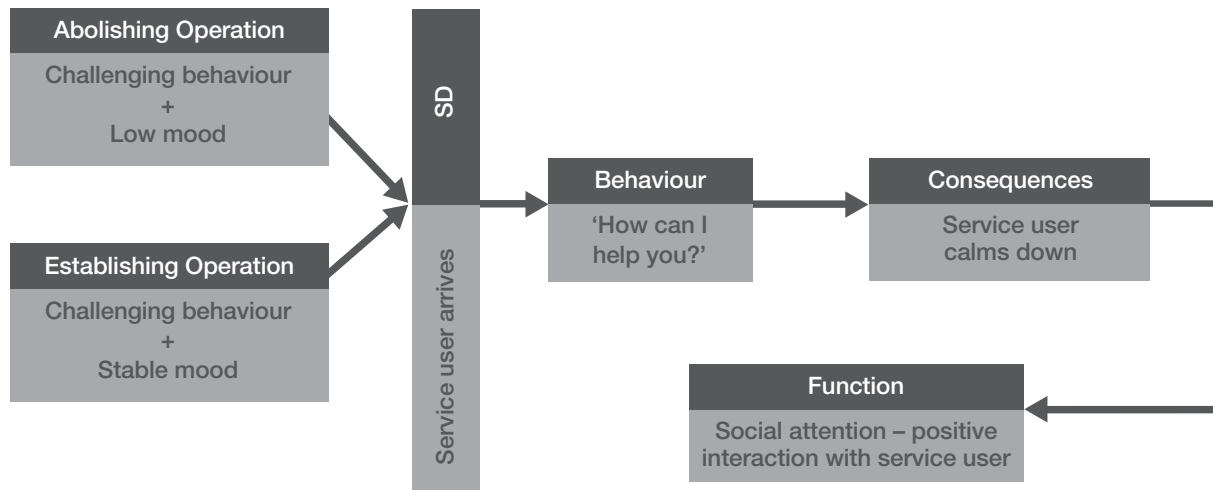 Abolishing Operation
Challenging behaviour
+
Low mood
Establishing Operation
Challenging behaviour
+
Stable mood
SD
Service user arrives
Behaviour
‘How can I
help you?’
Consequences
Service user
calms down
Function
Social attention – positive
interaction with service user